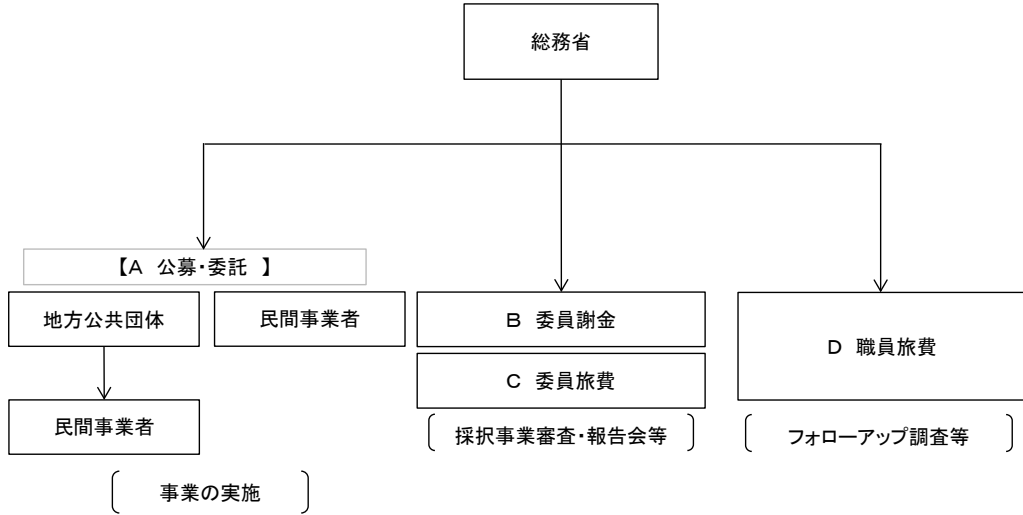 総務省
【A 公募・委託 】
地方公共団体
民間事業者
民間事業者
事業の実施
B 委員謝金
C 委員旅費
採択事業審査・報告会等
D 職員旅費
フォローアップ調査等